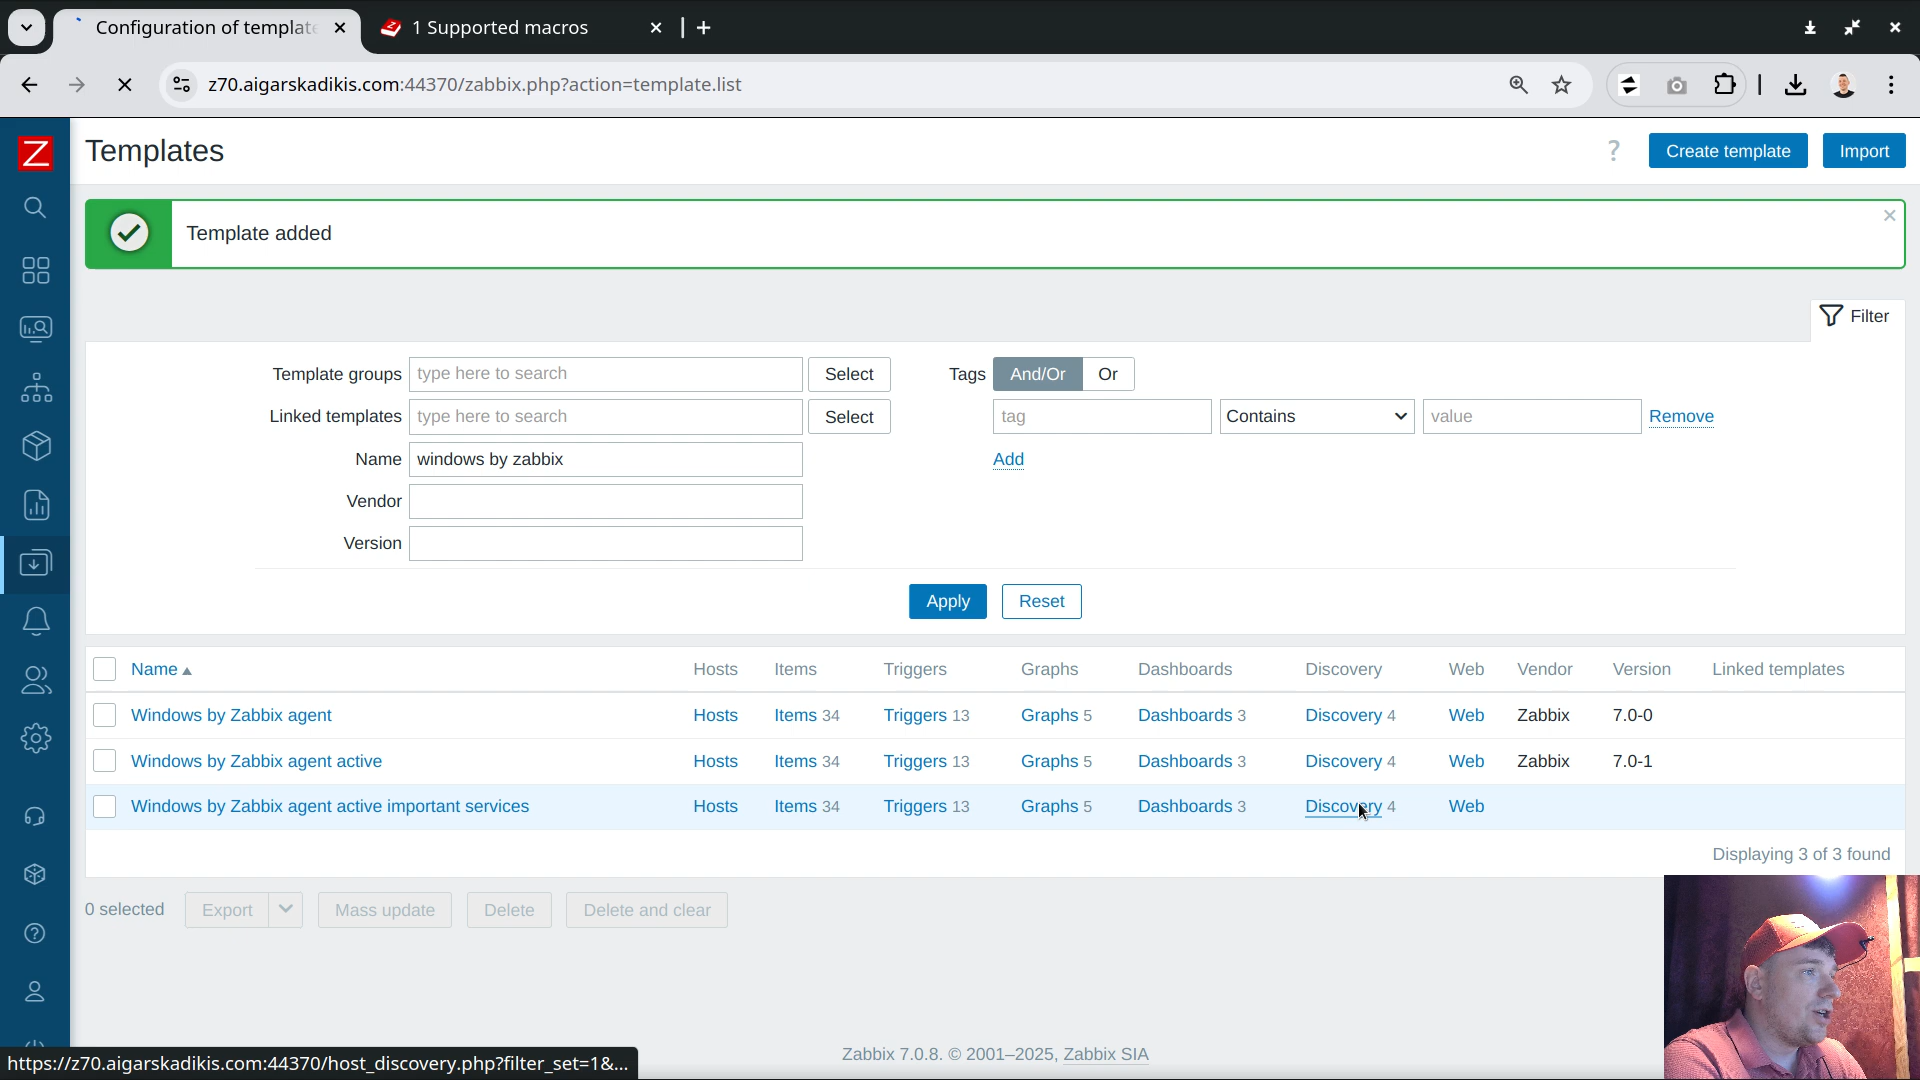 Configuration of templat
1 Supported macros
z70.aigarskadikis.com:44370/zabbix.php?action=template.list
Z
Templates
?
Create template
Import
Template added
Filter
Template groups
type here to search
Select
Tags
And/Or
Or
Linked templates
type here to search
Select
tag
Contains
value
Remove
Name
windows by zabbix
Add
Vendor
Version
Apply
Reset
Name Hosts Items Triggers Graphs Dashboards Discovery Web Vendor Version Linked templates
Windows by Zabbix agent Hosts Items 34 Triggers 13 Graphs 5 Dashboards 3 Discovery 4 Web Zabbix 7.0-0
Windows by Zabbix agent active Hosts Items 34 Triggers 13 Graphs 5 Dashboards 3 Discovery 4 Web Zabbix 7.0-1
Windows by Zabbix agent active important services Hosts Items 34 Triggers 13 Graphs 5 Dashboards 3 Discovery 4 Web
Displaying 3 of 3 found
0 selected
Export
Mass update
Delete
Delete and clear
Zabbix 7.0.8. © 2001–2025, Zabbix SIA
https://z70.aigarskadikis.com:44370/host_discovery.php?filter_set=1&...